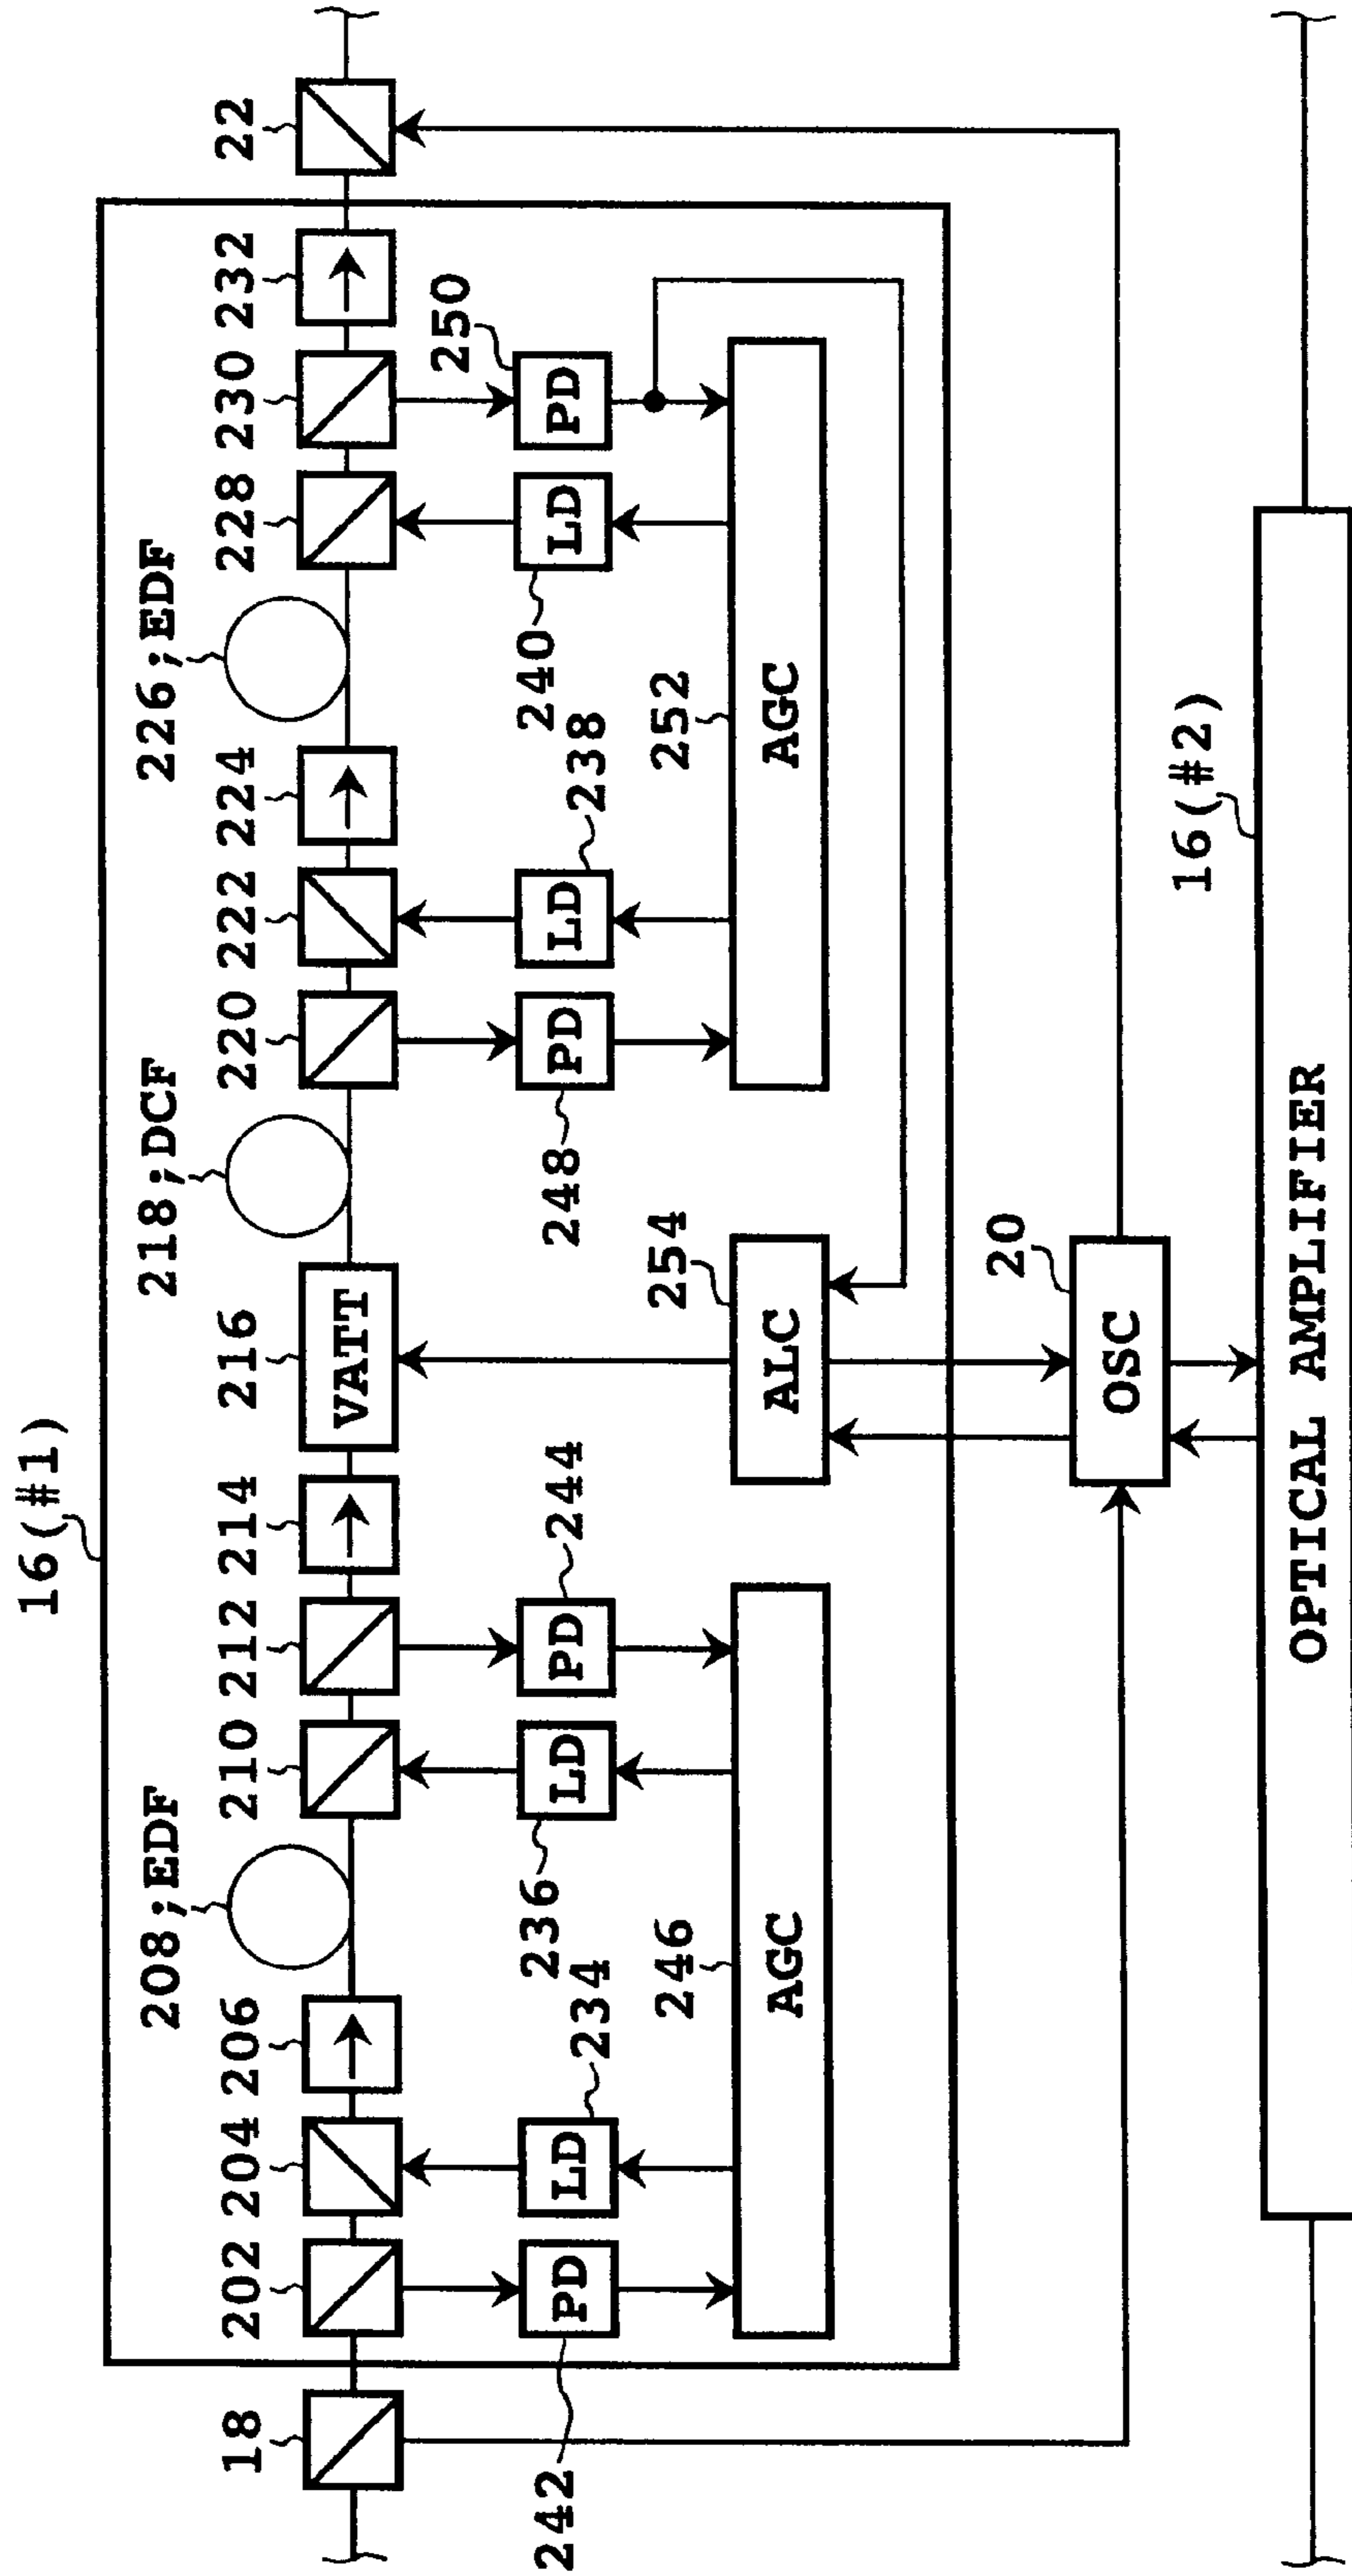 16(#1)
208;EDF
218;DCF
226;EDF
18
202
204
206
210
212
214
216
220
222
224
228
230
232
22
VATT
242
PD
LD
234
236
LD
PD
244
248
PD
LD
238
240
LD
PD
250
246
AGC
254
ALC
252
AGC
20
OSC
16(#2)
OPTICAL AMPLIFIER